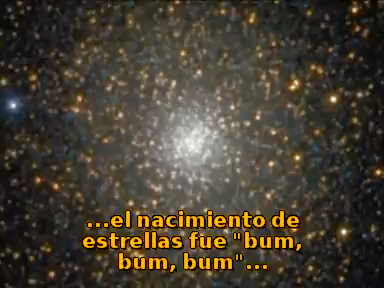 ...el nacimiento de
estrellas fue "bum,
bum, bum"...